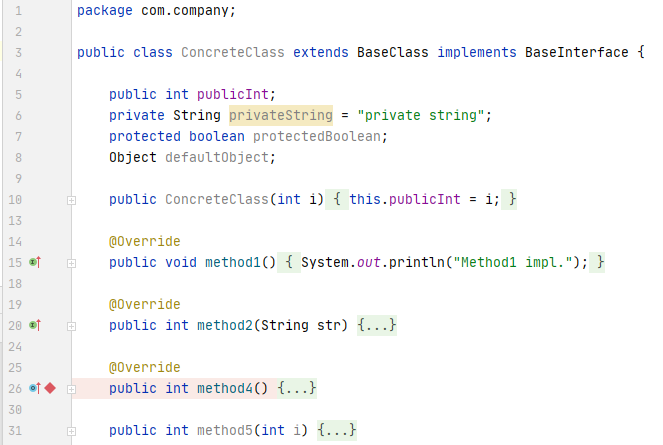 1 package com.company;
2
3 public class ConcreteClass extends BaseClass implements BaseInterface {
4
5 public int publicInt;
6 private String privateString = "private string";
7 protected boolean protectedBoolean;
8 Object defaultObject;
9
10 public ConcreteClass(int i) { this.publicInt = i; }
13
14 @Override
15 public void method1() { System.out.println("Method1 impl."); }
18
19 @Override
20 public int method2(String str) {...}
24
25 @Override
26 public int method4() {...}
30
31 public int method5(int i) {...}